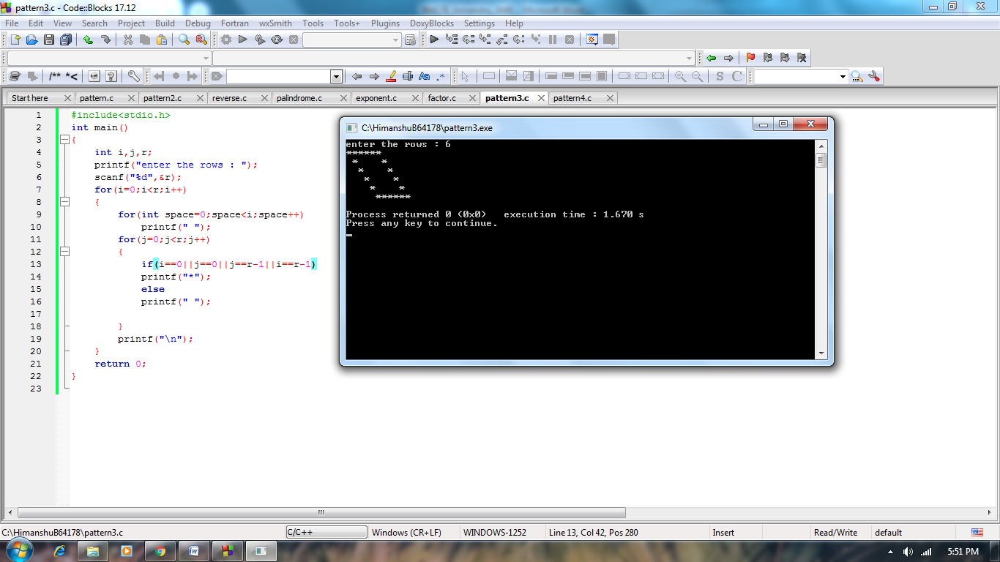 pattern3.c - Code::Blocks 17.12
File Edit View Search Project Build Debug Fortran wxSmith Tools Tools+ Plugins DoxyBlocks Settings Help
/** *<
Aa .*
S C
Start here pattern.c pattern2.c reverse.c palindrome.c exponent.c factor.c pattern3.c pattern4.c
1 #include<stdio.h>
2 int main()
3 {
4     int i,j,r;
5     printf("enter the rows : ");
6     scanf("%d",&r);
7     for(i=0;i<r;i++)
8     {
9         for(int space=0;space<i;space++)
10             printf(" ");
11         for(j=0;j<r;j++)
12         {
13             if(i==0||j==0||j==r-1||i==r-1)
14             printf("*");
15             else
16             printf(" ");
17
18         }
19         printf("\n");
20     }
21     return 0;
22 }
23
C:\HimanshuB64178\pattern3.exe
enter the rows : 6
******
 *    *
  *    *
   *    *
    *    *
     ******
Process returned 0 (0x0)   execution time : 1.670 s
Press any key to continue.
C:\HimanshuB64178\pattern3.c C/C++ Windows (CR+LF) WINDOWS-1252 Line 13, Col 42, Pos 280 Insert Read/Write default
5:51 PM